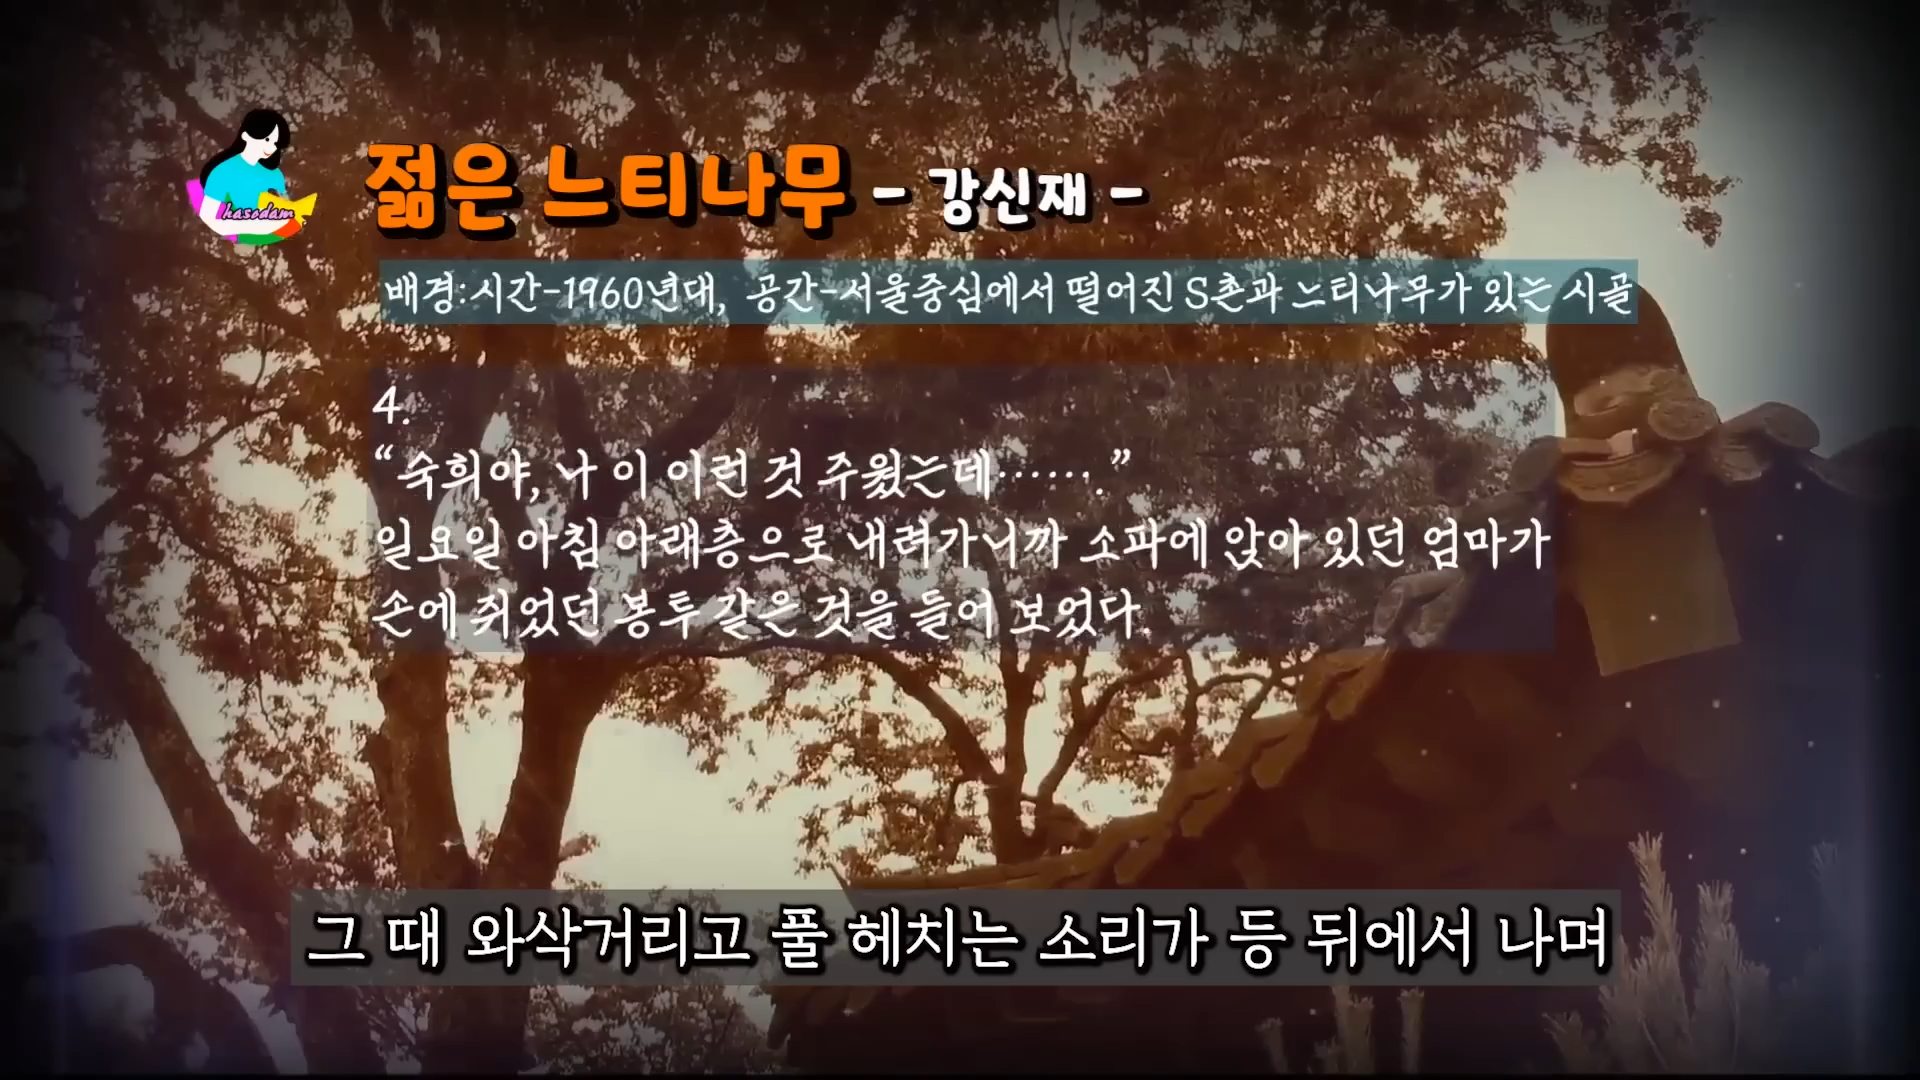 hasodam
젊은 느티나무 - 강신재 -
배경:시간-1960년대, 공간-서울중심에서 떨어진 S촌과 느티나무가 있는 시골
4.
“숙희야, 나 이 이런 것 주웠는데…….”
일요일 아침 아래층으로 내려가니까 소파에 앉아 있던 엄마가
손에 쥐었던 봉투 같은 것을 들어 보었다.
그 때 와삭거리고 풀 헤치는 소리가 등 뒤에서 나며